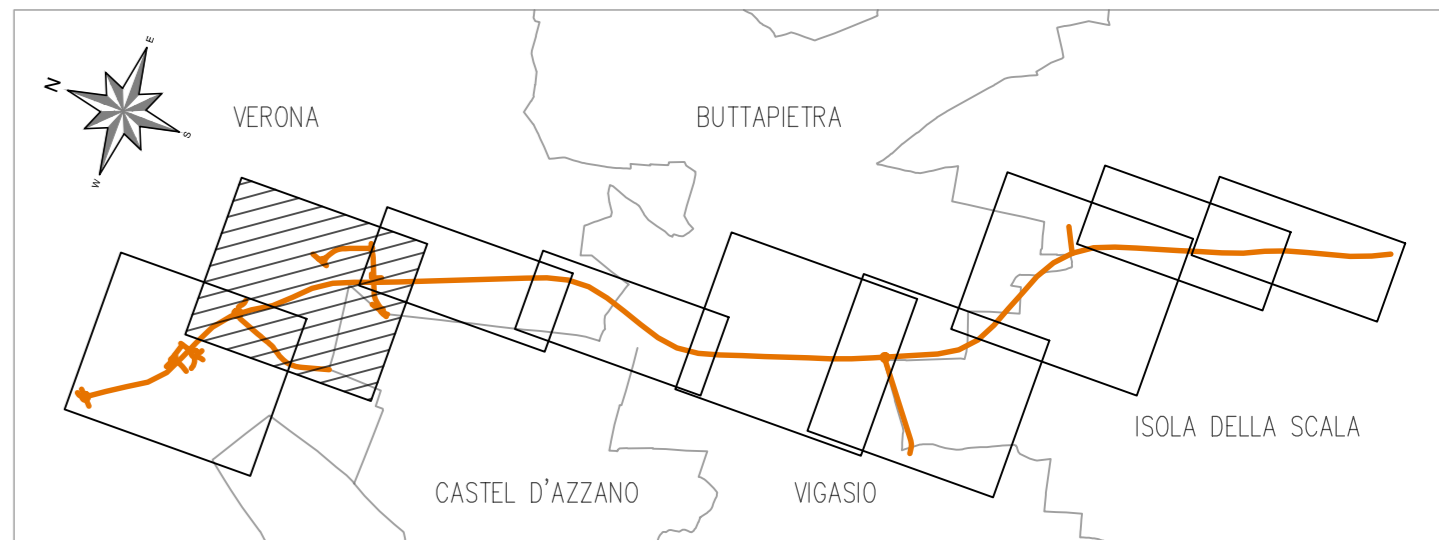 E
N
VERONA
BUTTAPIETRA
S
W
ISOLA DELLA SCALA
CASTEL D'AZZANO
VIGASIO